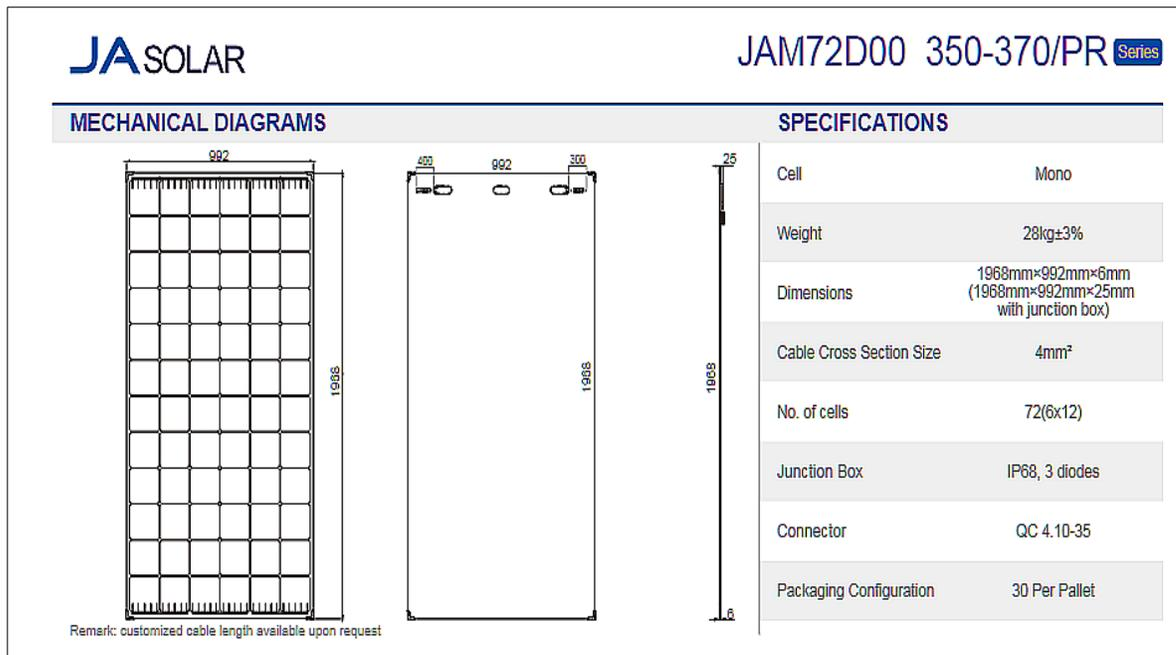 JA SOLAR
JAM72D00 350-370/PR Series
MECHANICAL DIAGRAMS
SPECIFICATIONS
992
400
992
300
25
1968
1968
1968
6
Remark: customized cable length available upon request
Cell Mono
Weight 28kg±3%
Dimensions 1968mm×992mm×6mm
(1968mm×992mm×25mm
with junction box)
Cable Cross Section Size 4mm²
No. of cells 72(6x12)
Junction Box IP68, 3 diodes
Connector QC 4.10-35
Packaging Configuration 30 Per Pallet